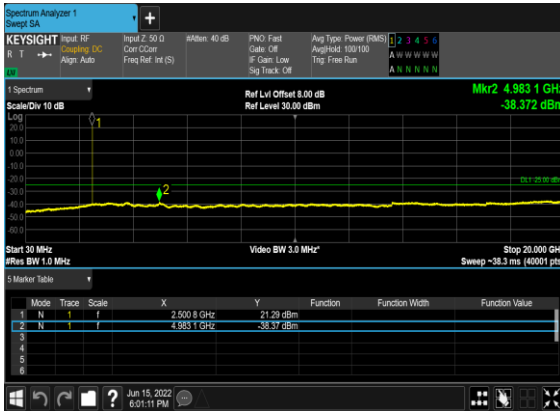 Spectrum Analyzer 1
Swept SA
+
KEYSIGHT Input: RF Input Z: 50 Ω #Atten: 40 dB PNO: Fast Avg Type: Power (RMS) 1 2 3 4 5 6
R T Coupling: DC Corr CCorr Gate: Off Avg|Hold: 100/100 A W W W W W
Align: Auto Freq Ref: Int (S) IF Gain: Low Trig: Free Run
Sig Track: Off A N N N N N
1 Spectrum
Scale/Div 10 dB
Ref Lvl Offset 8.00 dB
Ref Level 30.00 dBm
Mkr2 4.983 1 GHz
-38.372 dBm
Log
20.0
10.0
0.00
-10.0
-20.0
-30.0
-40.0
-50.0
-60.0
1
2
DL1 -25.00 dBm
Start 30 MHz Video BW 3.0 MHz* Stop 20.000 GHz
#Res BW 1.0 MHz Sweep ~38.3 ms (40001 pts)
5 Marker Table
Mode Trace Scale X Y Function Function Width Function Value
1 N 1 f 2.500 8 GHz 21.29 dBm
2 N 1 f 4.983 1 GHz -38.37 dBm
3
4
5
6
?
Jun 15, 2022
6:01:11 PM